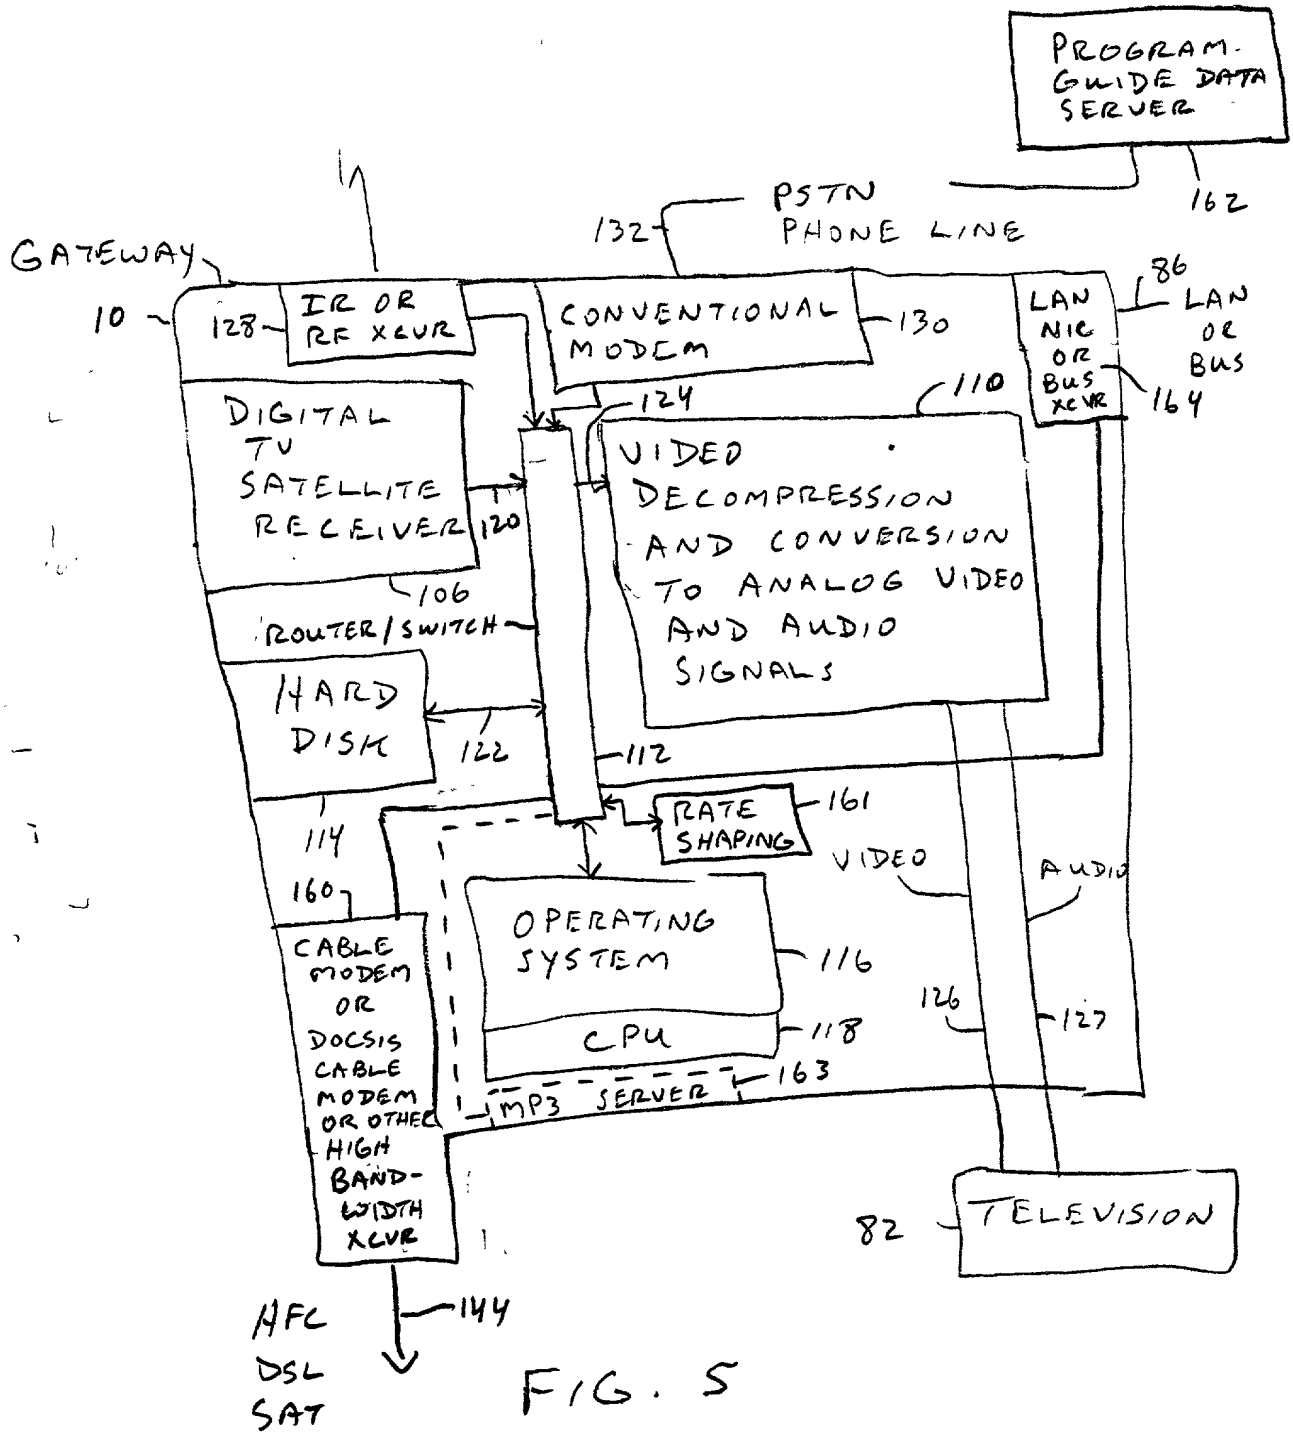 PROGRAM-
GUIDE DATA
SERVER
162
PSTN
PHONE LINE
132
GATEWAY
10
IR OR
RF XCVR
128
CONVENTIONAL
MODEM
130
LAN
NIC
OR
BUS
XCVR
164
86
LAN
OR
BUS
DIGITAL
TV
SATELLITE
RECEIVER
106
120
124
110
VIDEO
DECOMPRESSION
AND CONVERSION
TO ANALOG VIDEO
AND AUDIO
SIGNALS
ROUTER/SWITCH
HARD
DISK
122
112
114
RATE
SHAPING
161
VIDEO
AUDIO
160
CABLE
MODEM
OR
DOCSIS
CABLE
MODEM
OR OTHER
HIGH
BAND-
WIDTH
XCVR
OPERATING
SYSTEM
116
CPU
118
MP3 SERVER
163
126
127
82
TELEVISION
144
HFC
DSL
SAT
FIG. 5